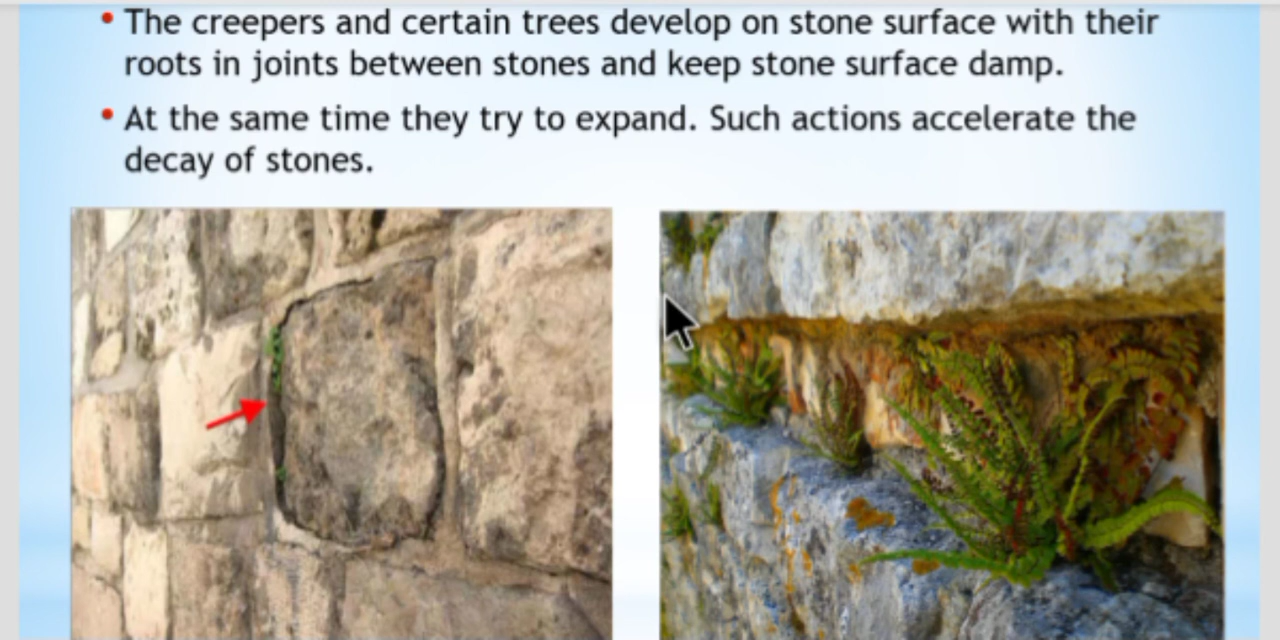 • The creepers and certain trees develop on stone surface with their
roots in joints between stones and keep stone surface damp.
• At the same time they try to expand. Such actions accelerate the
decay of stones.